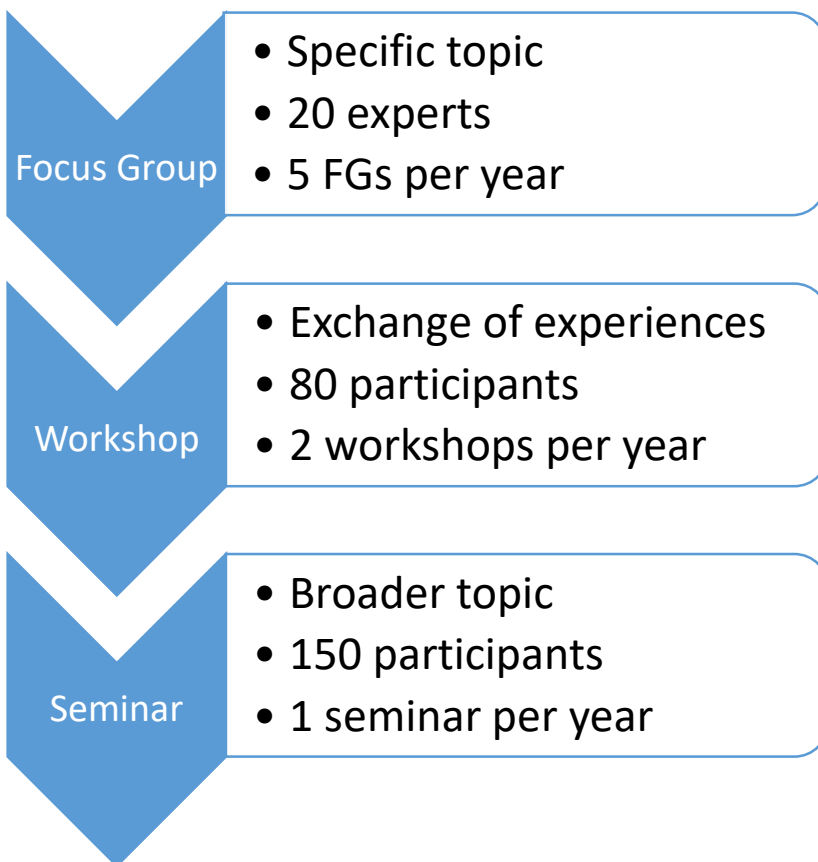 Focus Group
• Specific topic
• 20 experts
• 5 FGs per year
Workshop
• Exchange of experiences
• 80 participants
• 2 workshops per year
Seminar
• Broader topic
• 150 participants
• 1 seminar per year